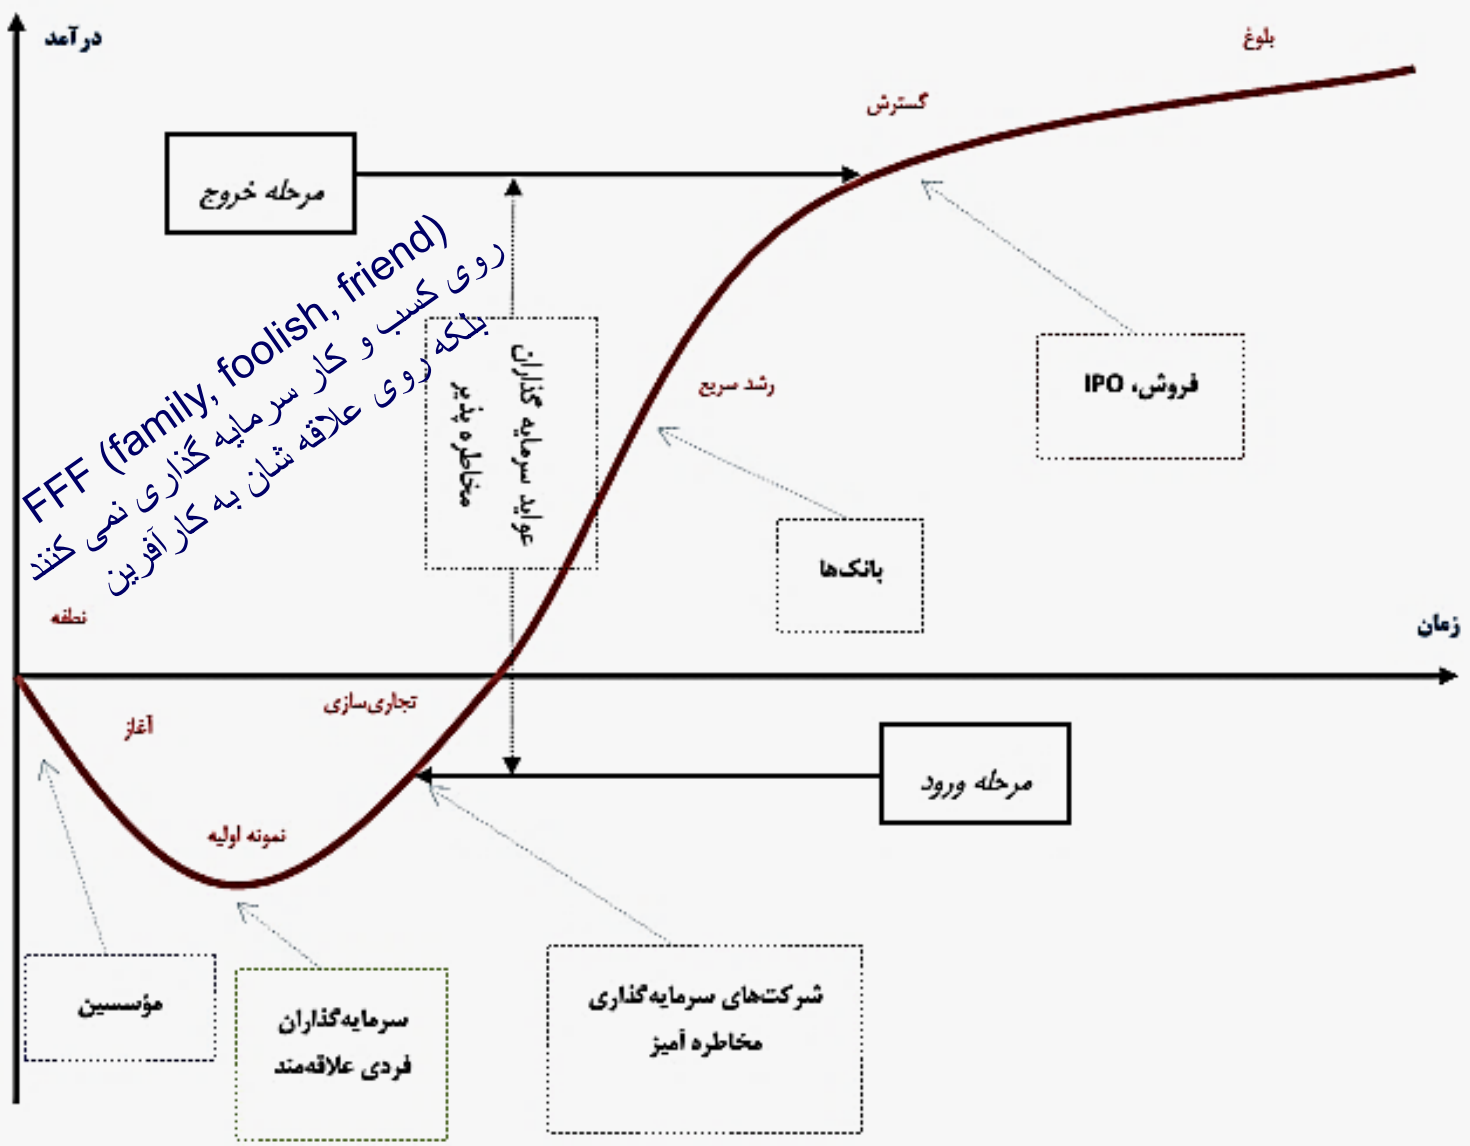 درآمد
بلوغ
گسترش
مرحله خروج
FFF (family, foolish, friend)
روی کسب و کار سرمایه گذاری نمی کنند
بلکه روی علاقه شان به کارآفرین
عواید سرمایه گذاران
مخاطره پذیر
رشد سریع
فروش، IPO
بانک‌ها
نطفه
زمان
تجاری‌سازی
آغاز
مرحله ورود
نمونه اولیه
مؤسسین
سرمایه‌گذاران
فردی علاقه‌مند
شرکت‌های سرمایه‌گذاری
مخاطره آمیز